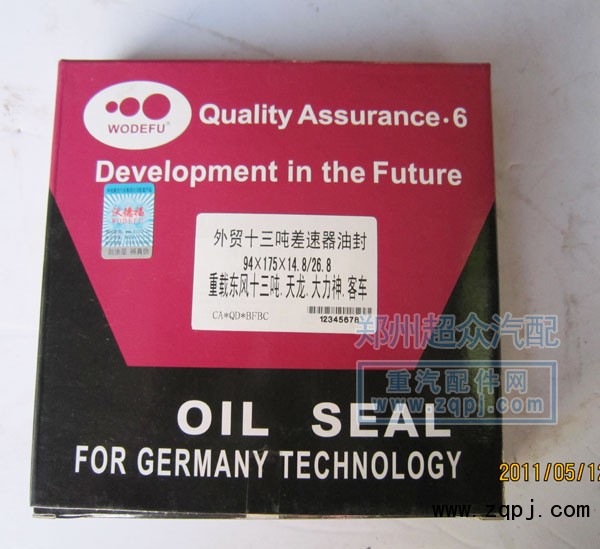 WODEFU®
Quality Assurance·6
Development in the Future
沃德福
外贸十三吨差速器油封
94×175×14.8/26.8
重载东风十三吨.天龙.大力神.客车
CA*QD*BFBC
12345678
郑州超众汽配
重汽配件网
www.zqpj.com
OIL SEAL
FOR GERMANY TECHNOLOGY
2011/05/12
www.zqpj.com